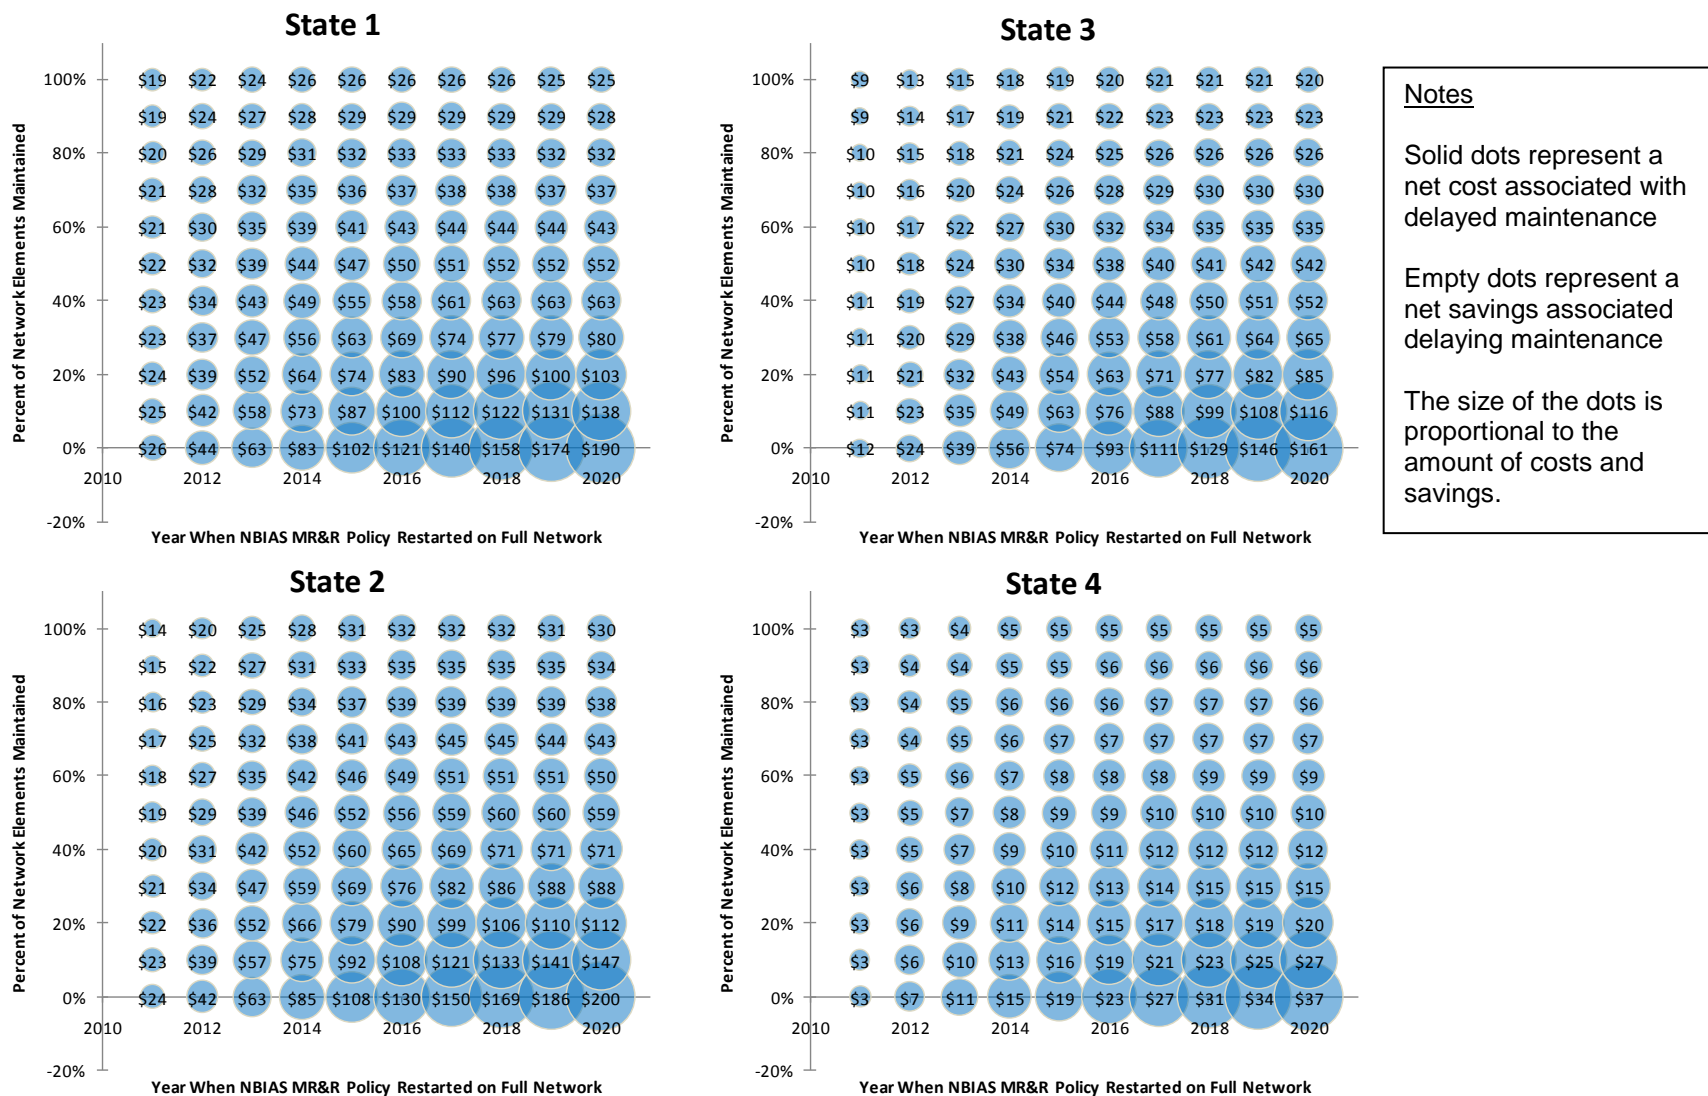 State 1
Percent of Network Elements Maintained
100% $19 $22 $24 $26 $26 $26 $26 $26 $25 $25
$19 $24 $27 $28 $29 $29 $29 $29 $29 $28
80% $20 $26 $29 $31 $32 $33 $33 $33 $32 $32
$21 $28 $32 $35 $36 $37 $38 $38 $37 $37
60% $21 $30 $35 $39 $41 $43 $44 $44 $44 $43
$22 $32 $39 $44 $47 $50 $51 $52 $52 $52
40% $23 $34 $43 $49 $55 $58 $61 $63 $63 $63
$23 $37 $47 $56 $63 $69 $74 $77 $79 $80
20% $24 $39 $52 $64 $74 $83 $90 $96 $100 $103
$25 $42 $58 $73 $87 $100 $112 $122 $131 $138
0% $26 $44 $63 $83 $102 $121 $140 $158 $174 $190
2010 2012 2014 2016 2018 2020
-20%
Year When NBIAS MR&R Policy Restarted on Full Network
State 3
Percent of Network Elements Maintained
100% $9 $13 $15 $18 $19 $20 $21 $21 $21 $20
$9 $14 $17 $19 $21 $22 $23 $23 $23 $23
80% $10 $15 $18 $21 $24 $25 $26 $26 $26 $26
$10 $16 $20 $24 $26 $28 $29 $30 $30 $30
60% $10 $17 $22 $27 $30 $32 $34 $35 $35 $35
$10 $18 $24 $30 $34 $38 $40 $41 $42 $42
40% $11 $19 $27 $34 $40 $44 $48 $50 $51 $52
$11 $20 $29 $38 $46 $53 $58 $61 $64 $65
20% $11 $21 $32 $43 $54 $63 $71 $77 $82 $85
$11 $23 $35 $49 $63 $76 $88 $99 $108 $116
0% $12 $24 $39 $56 $74 $93 $111 $129 $146 $161
2010 2012 2014 2016 2018 2020
-20%
Year When NBIAS MR&R Policy Restarted on Full Network
Notes
Solid dots represent a
net cost associated with
delayed maintenance
Empty dots represent a
net savings associated
delaying maintenance
The size of the dots is
proportional to the
amount of costs and
savings.
State 2
Percent of Network Elements Maintained
100% $14 $20 $25 $28 $31 $32 $32 $32 $31 $30
$15 $22 $27 $31 $33 $35 $35 $35 $35 $34
80% $16 $23 $29 $34 $37 $39 $39 $39 $39 $38
$17 $25 $32 $38 $41 $43 $45 $45 $44 $43
60% $18 $27 $35 $42 $46 $49 $51 $51 $51 $50
$19 $29 $39 $46 $52 $56 $59 $60 $60 $59
40% $20 $31 $42 $52 $60 $65 $69 $71 $71 $71
$21 $34 $47 $59 $69 $76 $82 $86 $88 $88
20% $22 $36 $52 $66 $79 $90 $99 $106 $110 $112
$23 $39 $57 $75 $92 $108 $121 $133 $141 $147
0% $24 $42 $63 $85 $108 $130 $150 $169 $186 $200
2010 2012 2014 2016 2018 2020
-20%
Year When NBIAS MR&R Policy Restarted on Full Network
State 4
Percent of Network Elements Maintained
100% $3 $3 $4 $5 $5 $5 $5 $5 $5 $5
$3 $4 $4 $5 $5 $6 $6 $6 $6 $6
80% $3 $4 $5 $6 $6 $6 $7 $7 $7 $6
$3 $4 $5 $6 $7 $7 $7 $7 $7 $7
60% $3 $5 $6 $7 $8 $8 $8 $9 $9 $9
$3 $5 $7 $8 $9 $9 $10 $10 $10 $10
40% $3 $5 $7 $9 $10 $11 $12 $12 $12 $12
$3 $6 $8 $10 $12 $13 $14 $15 $15 $15
20% $3 $6 $9 $11 $14 $15 $17 $18 $19 $20
$3 $6 $10 $13 $16 $19 $21 $23 $25 $27
0% $3 $7 $11 $15 $19 $23 $27 $31 $34 $37
2010 2012 2014 2016 2018 2020
-20%
Year When NBIAS MR&R Policy Restarted on Full Network